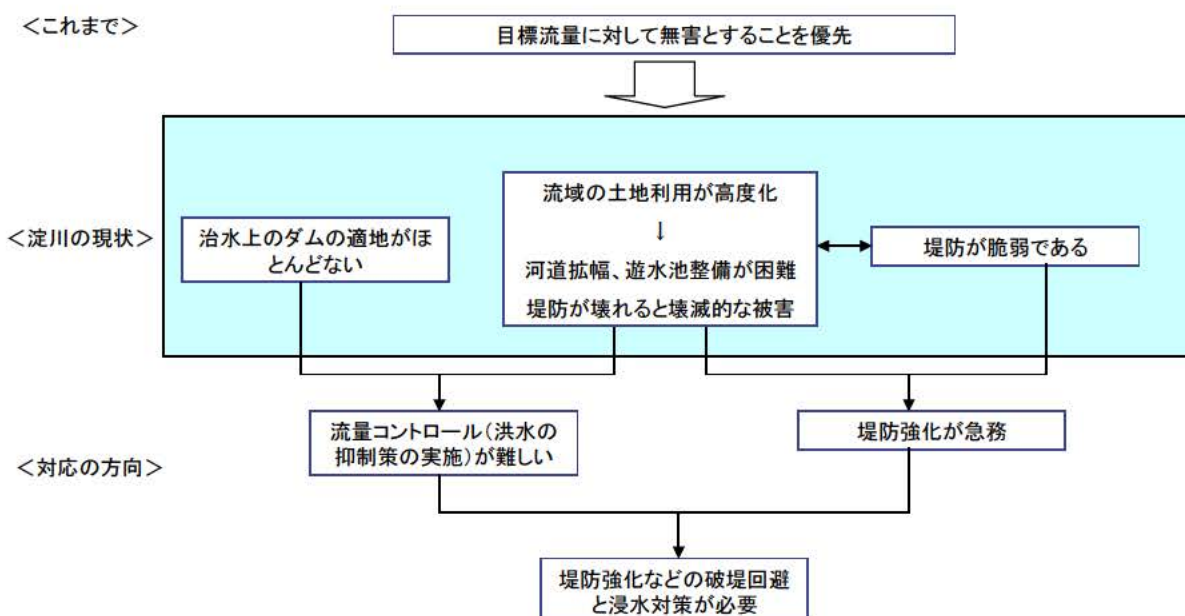 ＜これまで＞
目標流量に対して無害とすることを優先
＜淀川の現状＞
治水上のダムの適地がほ
とんどない
流域の土地利用が高度化
↓
河道拡幅、遊水池整備が困難
堤防が壊れると壊滅的な被害
堤防が脆弱である
＜対応の方向＞
流量コントロール（洪水の
抑制策の実施）が難しい
堤防強化が急務
堤防強化などの破堤回避
と浸水対策が必要